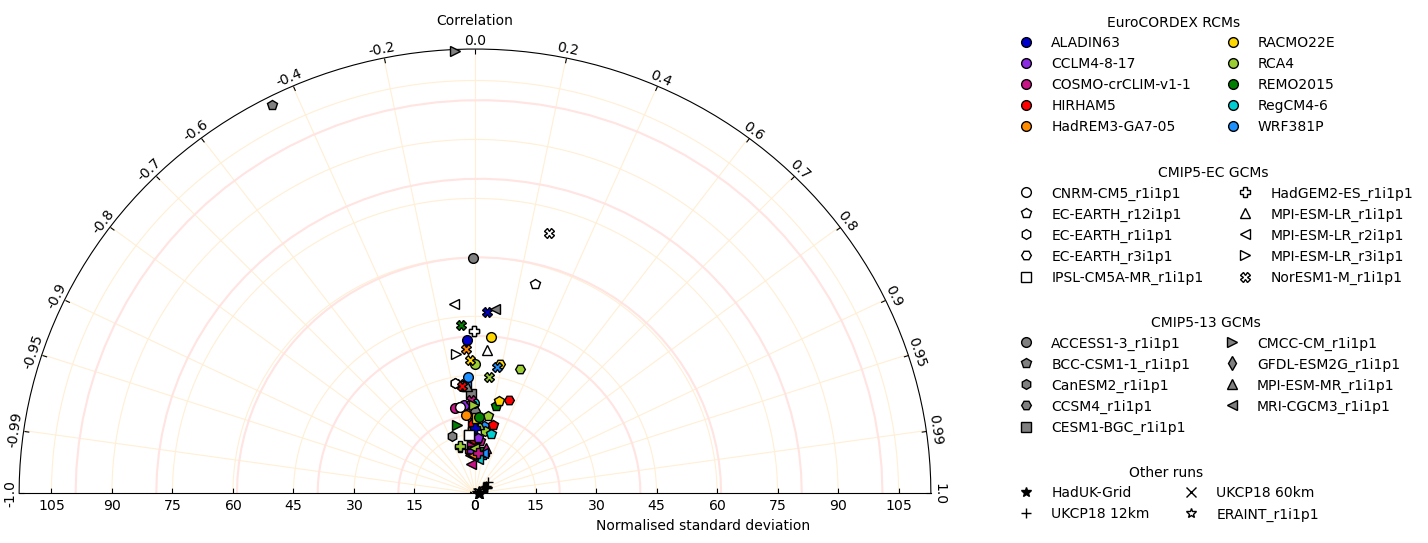 Correlation
-1.0
-0.99
-0.95
-0.9
-0.8
-0.7
-0.6
-0.4
-0.2
0.0
0.2
0.4
0.6
0.7
0.8
0.9
0.95
0.99
1.0
105 90 75 60 45 30 15 0 15 30 45 60 75 90 105
Normalised standard deviation
EuroCORDEX RCMs
ALADIN63 RACMO22E
CCLM4-8-17 RCA4
COSMO-crCLIM-v1-1 REMO2015
HIRHAM5 RegCM4-6
HadREM3-GA7-05 WRF381P
CMIP5-EC GCMs
CNRM-CM5_r1i1p1 HadGEM2-ES_r1i1p1
EC-EARTH_r12i1p1 MPI-ESM-LR_r1i1p1
EC-EARTH_r1i1p1 MPI-ESM-LR_r2i1p1
EC-EARTH_r3i1p1 MPI-ESM-LR_r3i1p1
IPSL-CM5A-MR_r1i1p1 NorESM1-M_r1i1p1
CMIP5-13 GCMs
ACCESS1-3_r1i1p1 CMCC-CM_r1i1p1
BCC-CSM1-1_r1i1p1 GFDL-ESM2G_r1i1p1
CanESM2_r1i1p1 MPI-ESM-MR_r1i1p1
CCSM4_r1i1p1 MRI-CGCM3_r1i1p1
CESM1-BGC_r1i1p1
Other runs
HadUK-Grid UKCP18 60km
UKCP18 12km ERAINT_r1i1p1